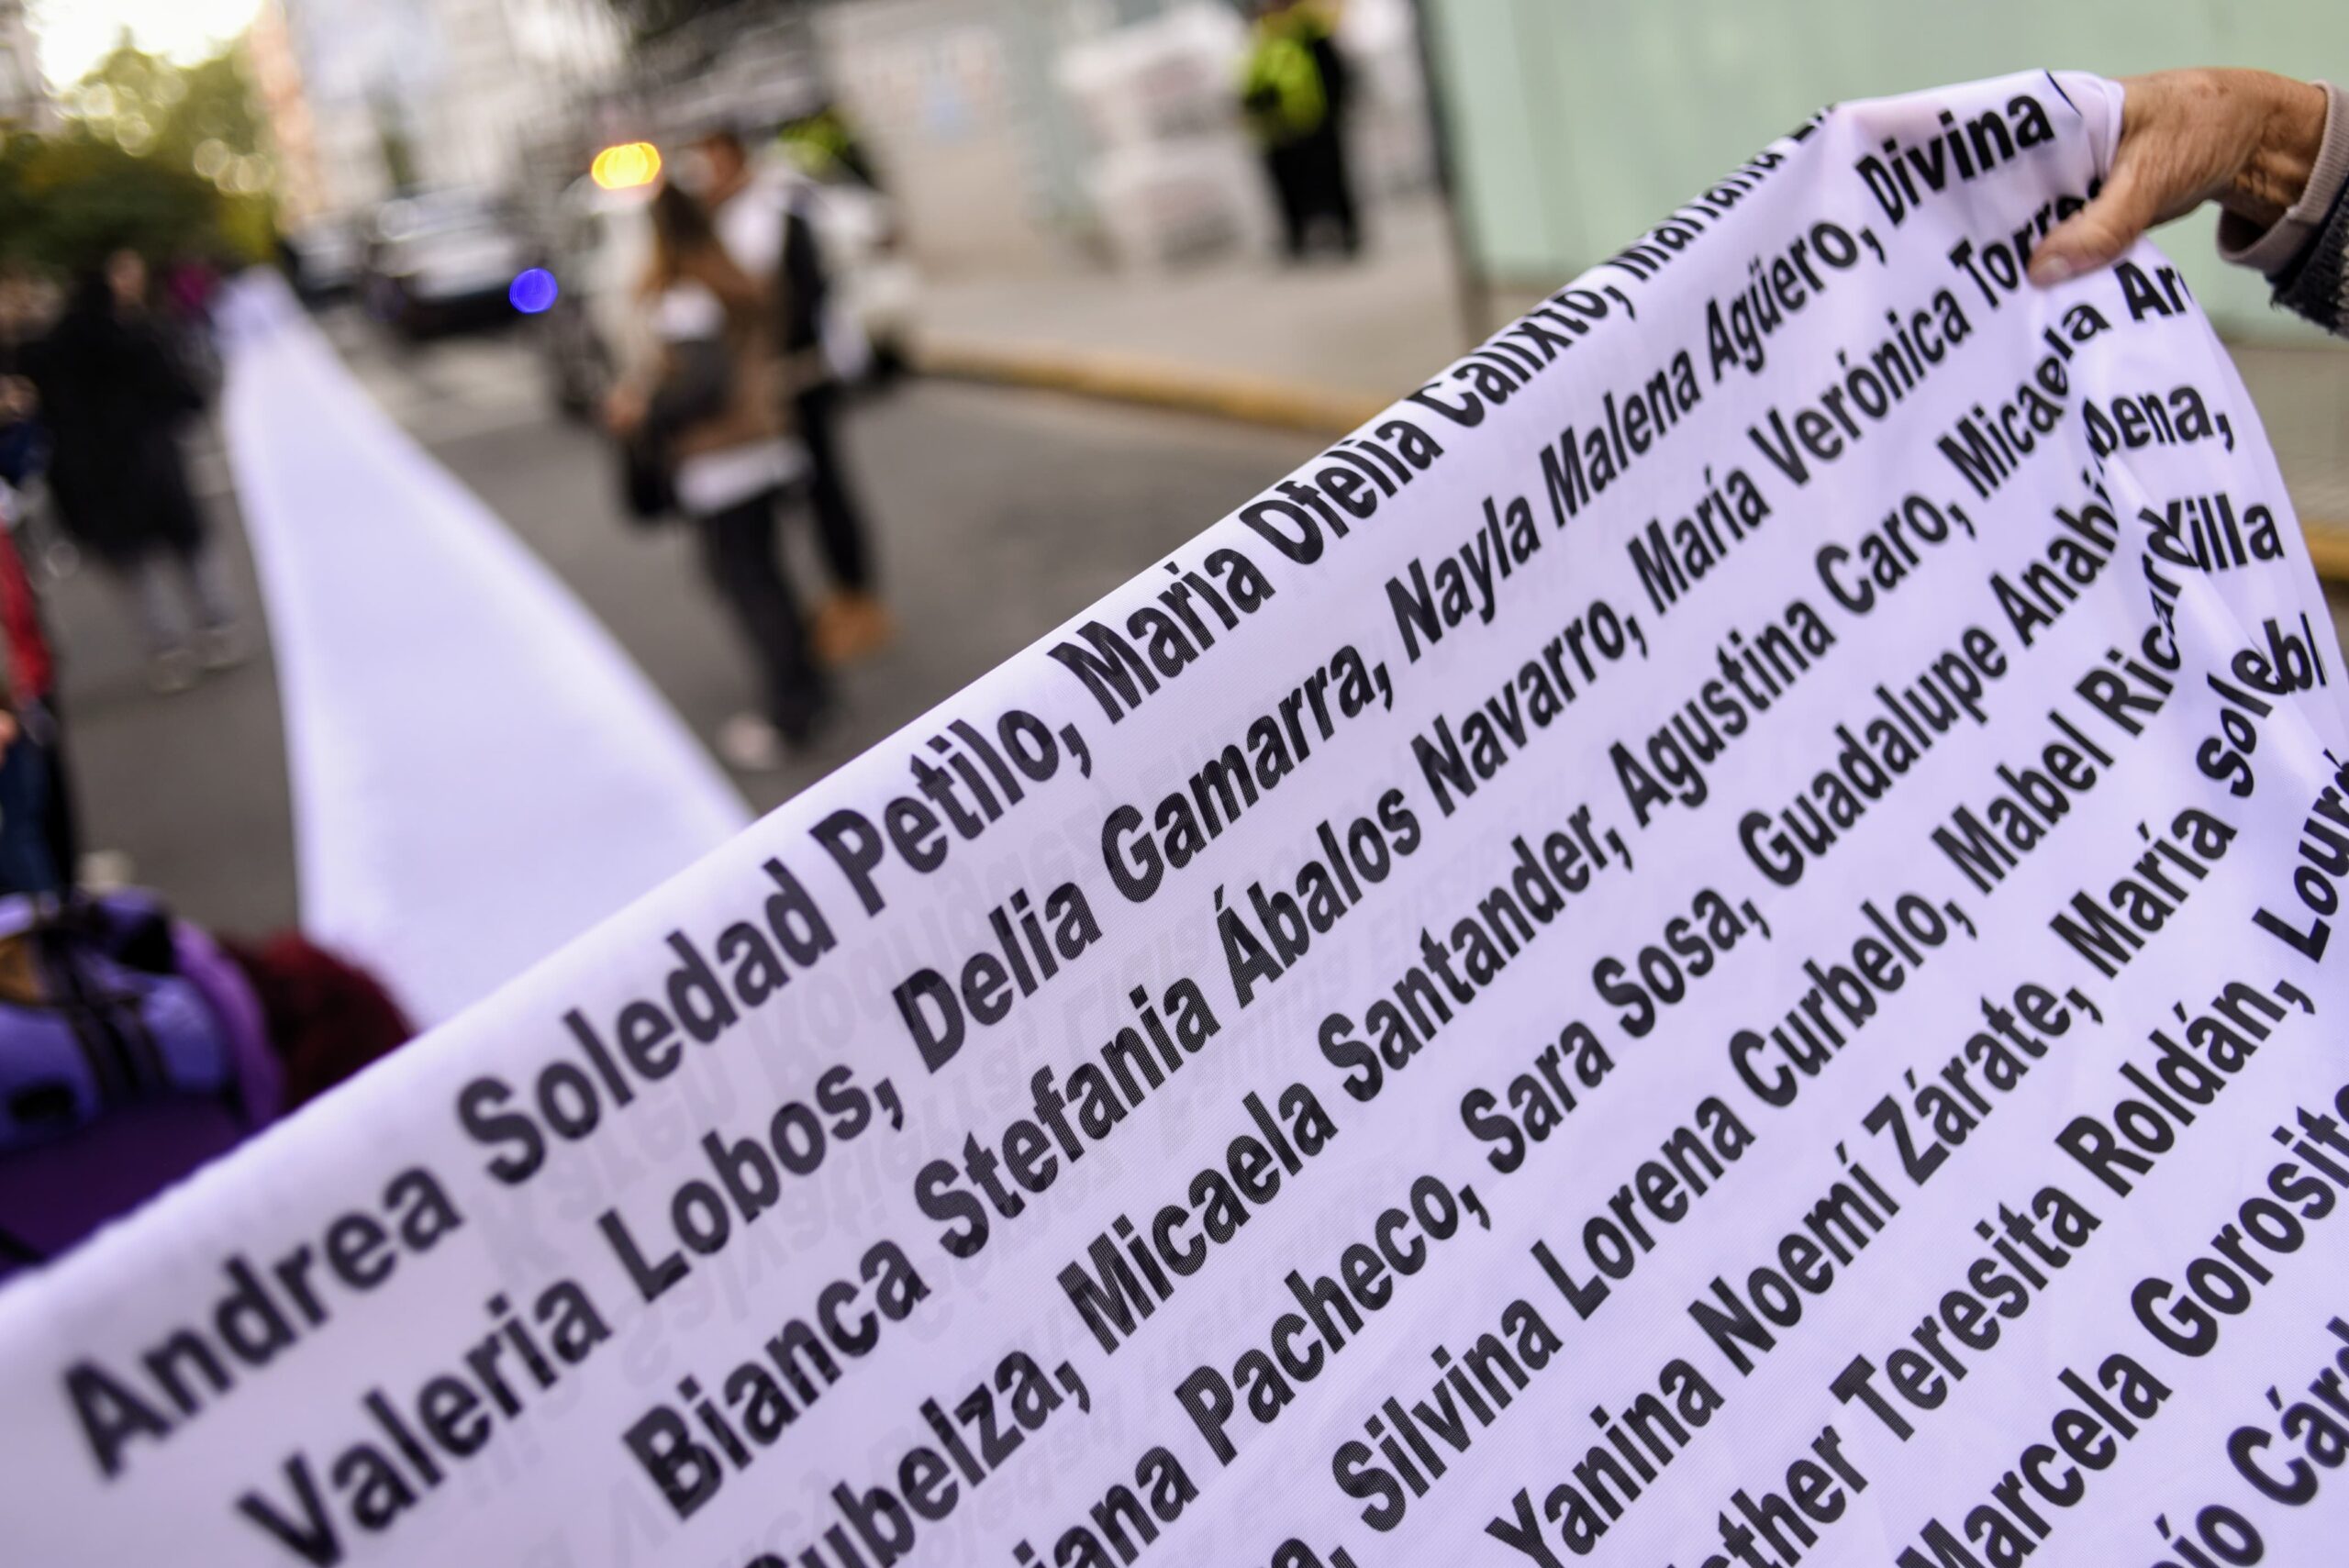 Andrea Soledad Petilo, María Ofelia Calixto, Mariana
Valeria Lobos, Delia Gamarra, Nayla Malena Agüero, Divina
Bianca Stefania Ábalos Navarro, María Verónica
Micaela Santander, Agustina Caro, Micaela
Pacheco, Sara Sosa, Guadalupe
Silvina Lorena Curbelo, Mabel
Yanina Noemí Zárate, María
Teresita Roldán,
Marcela